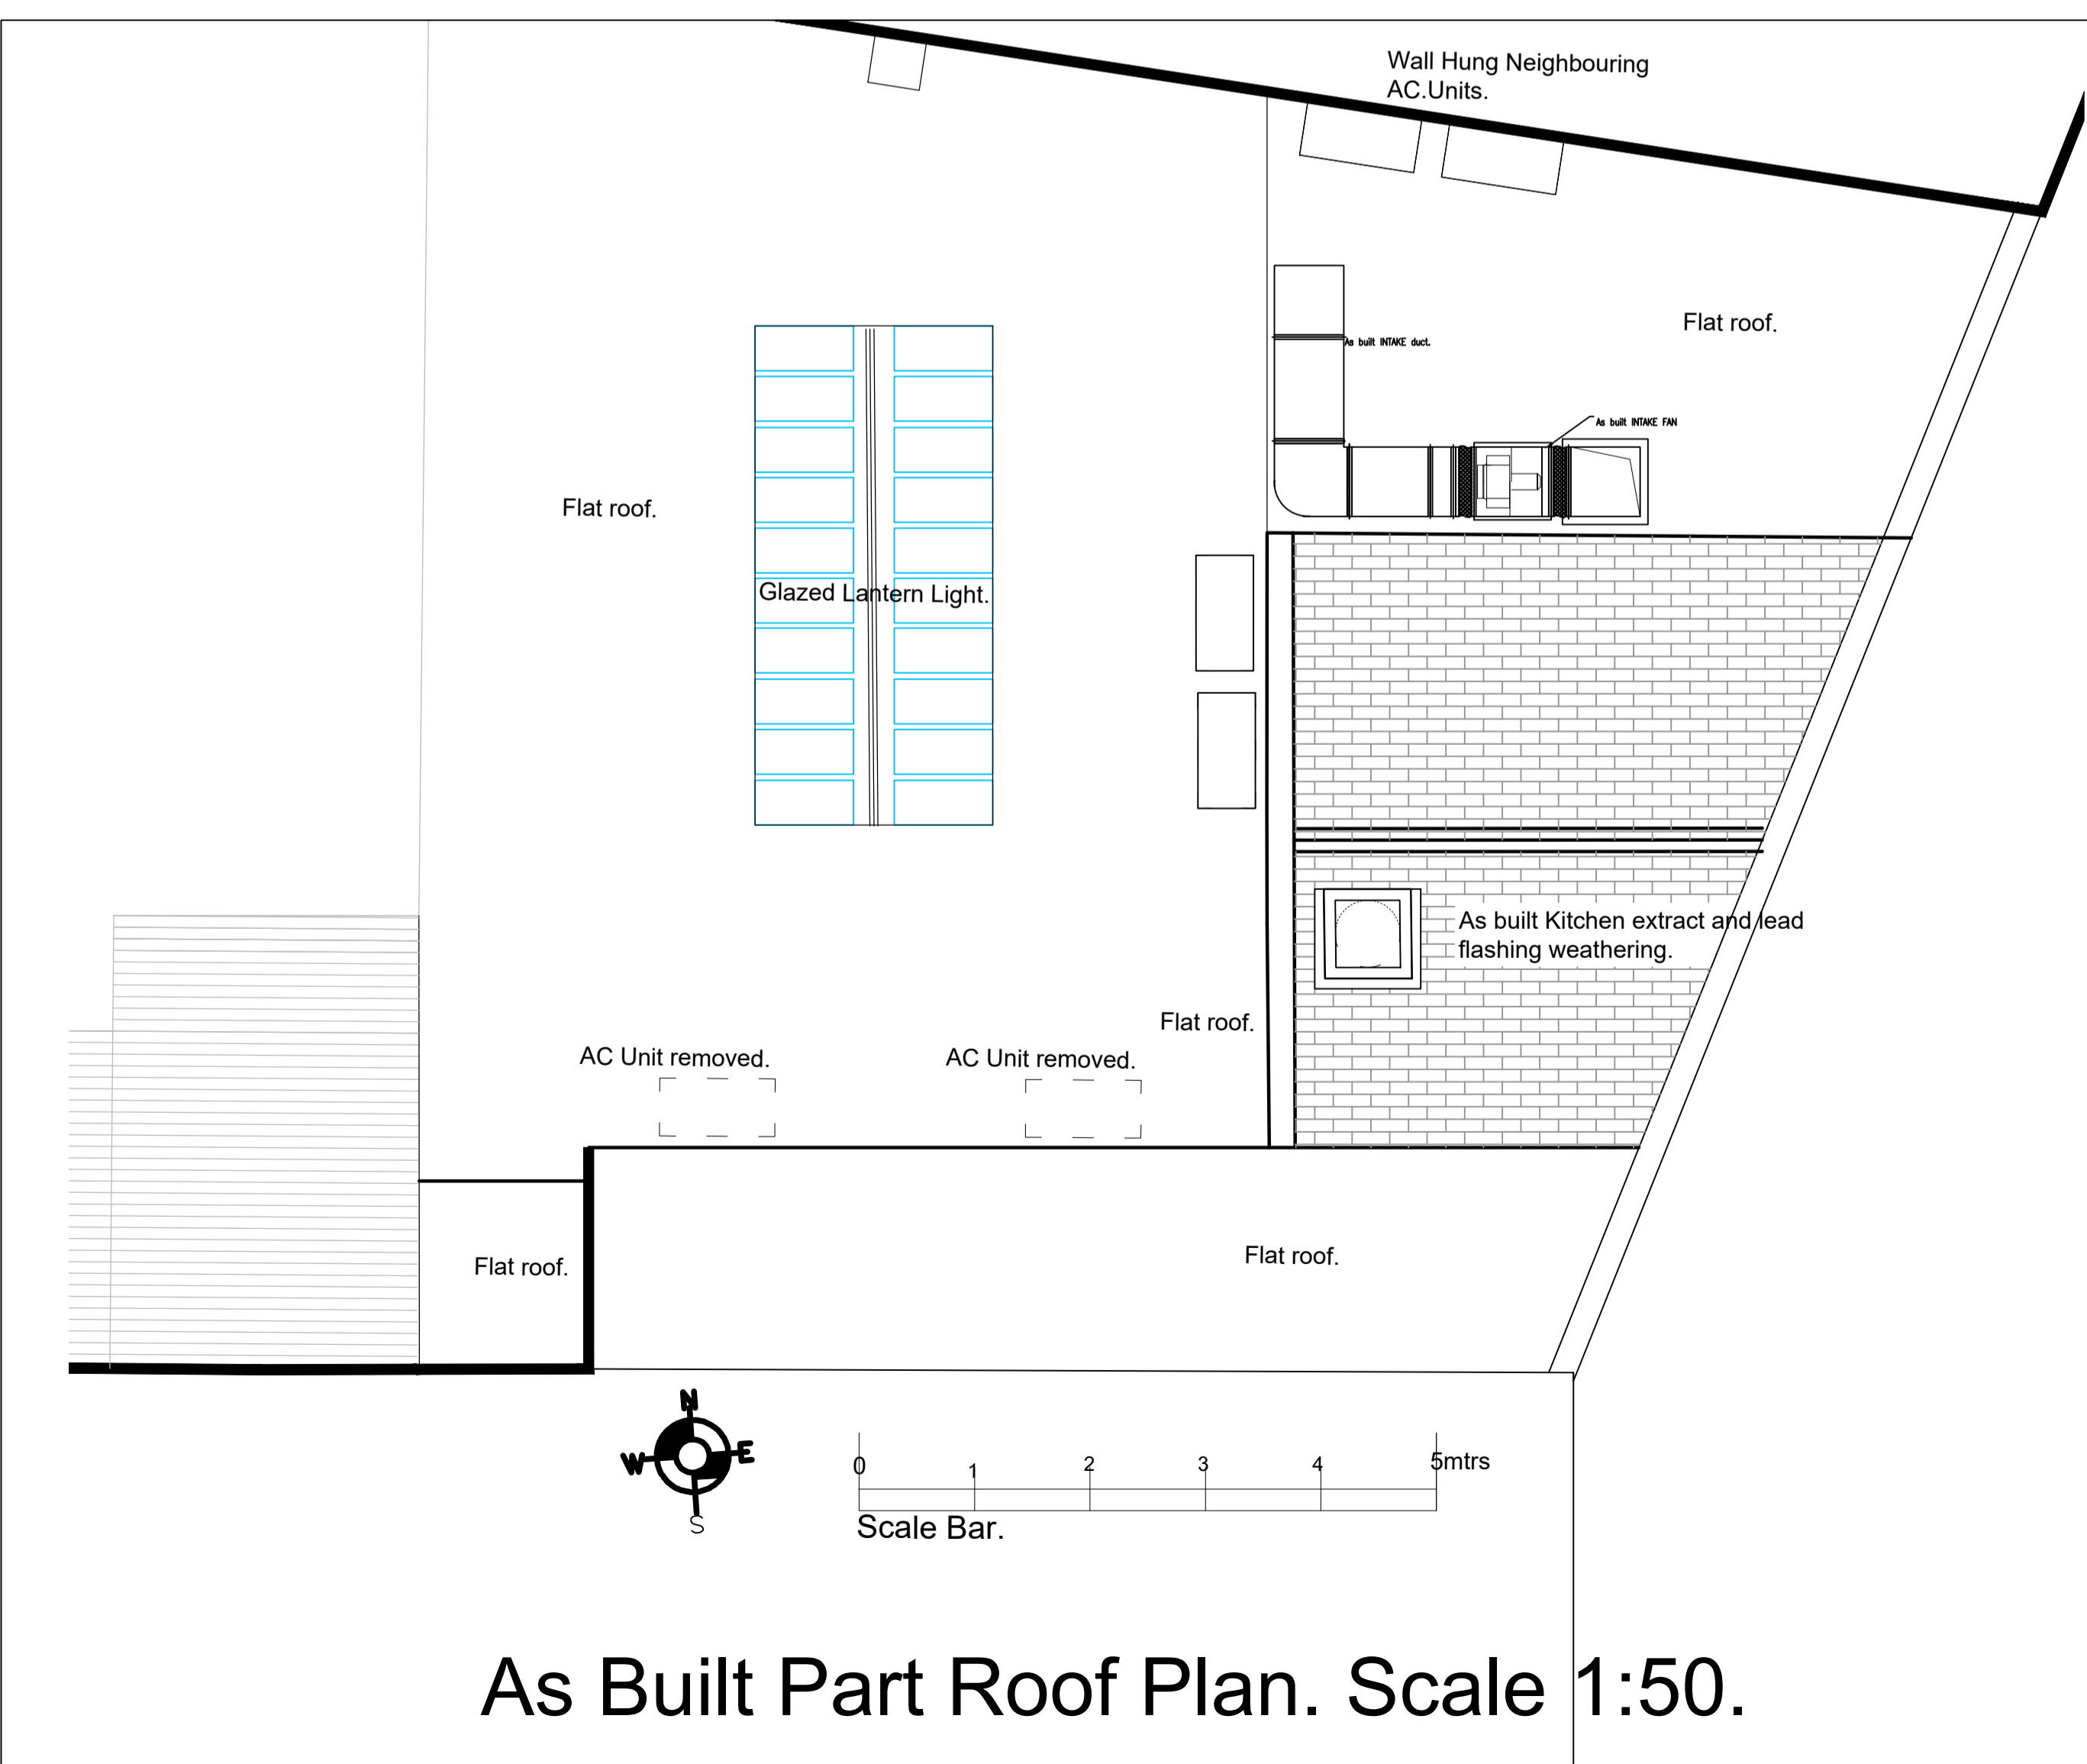 Wall Hung Neighbouring
AC.Units.
Flat roof.
As built INTAKE duct.
As built INTAKE FAN
Flat roof.
Glazed Lantern Light.
As built Kitchen extract and lead
flashing weathering.
Flat roof.
AC Unit removed.
AC Unit removed.
Flat roof.
Flat roof.
N
W
E
S
0 1 2 3 4 5mtrs
Scale Bar.
As Built Part Roof Plan. Scale 1:50.